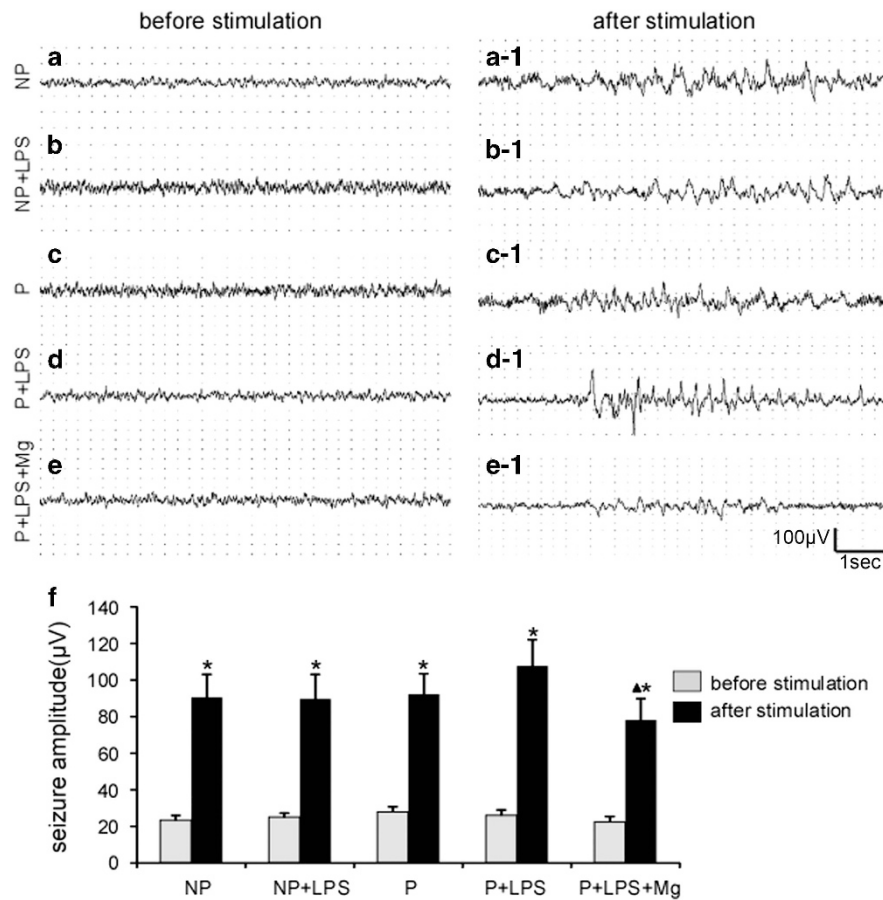 before stimulation
after stimulation
NP
a
a-1
NP+LPS
b
b-1
P
c
c-1
P+LPS
d
d-1
P+LPS+Mg
e
e-1
100µV
1sec
f
seizure amplitude(µV)
140
120
100
80
60
40
20
0
*
*
*
*
▲*
before stimulation
after stimulation
NP
NP+LPS
P
P+LPS
P+LPS+Mg